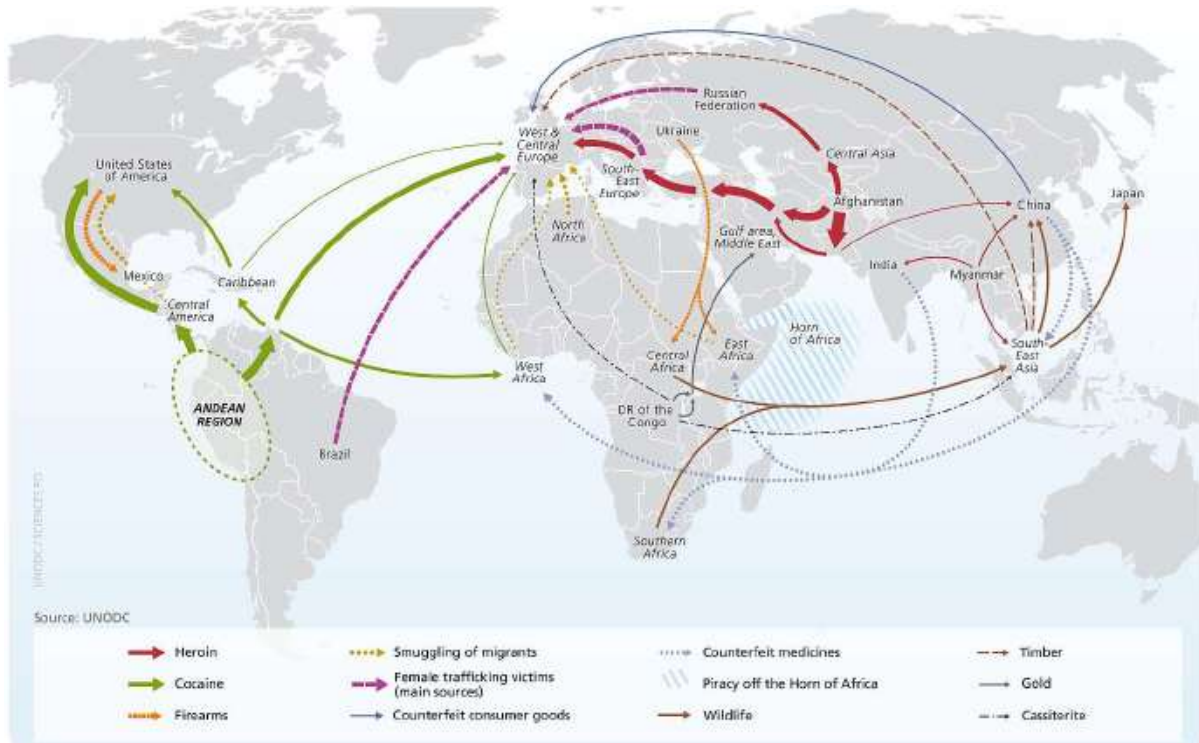 Russian
Federation
West &
Central
Europe
Ukraine
United States
of America
Central Asia
South-
East
Europe
Japan
Afghanistan
China
North
Africa
Gulf area,
Middle East
India
Myanmar
Mexico
Caribbean
Central
America
Horn
of Africa
South-
East
Asia
West
Africa
Central
Africa
East
Africa
ANDEAN
REGION
DR of the
Congo
Brazil
Southern
Africa
UNODC / SCIENCES PO
Source: UNODC
Heroin
Smuggling of migrants
Counterfeit medicines
Timber
Cocaine
Female trafficking victims
(main sources)
Piracy off the Horn of Africa
Gold
Firearms
Counterfeit consumer goods
Wildlife
Cassiterite